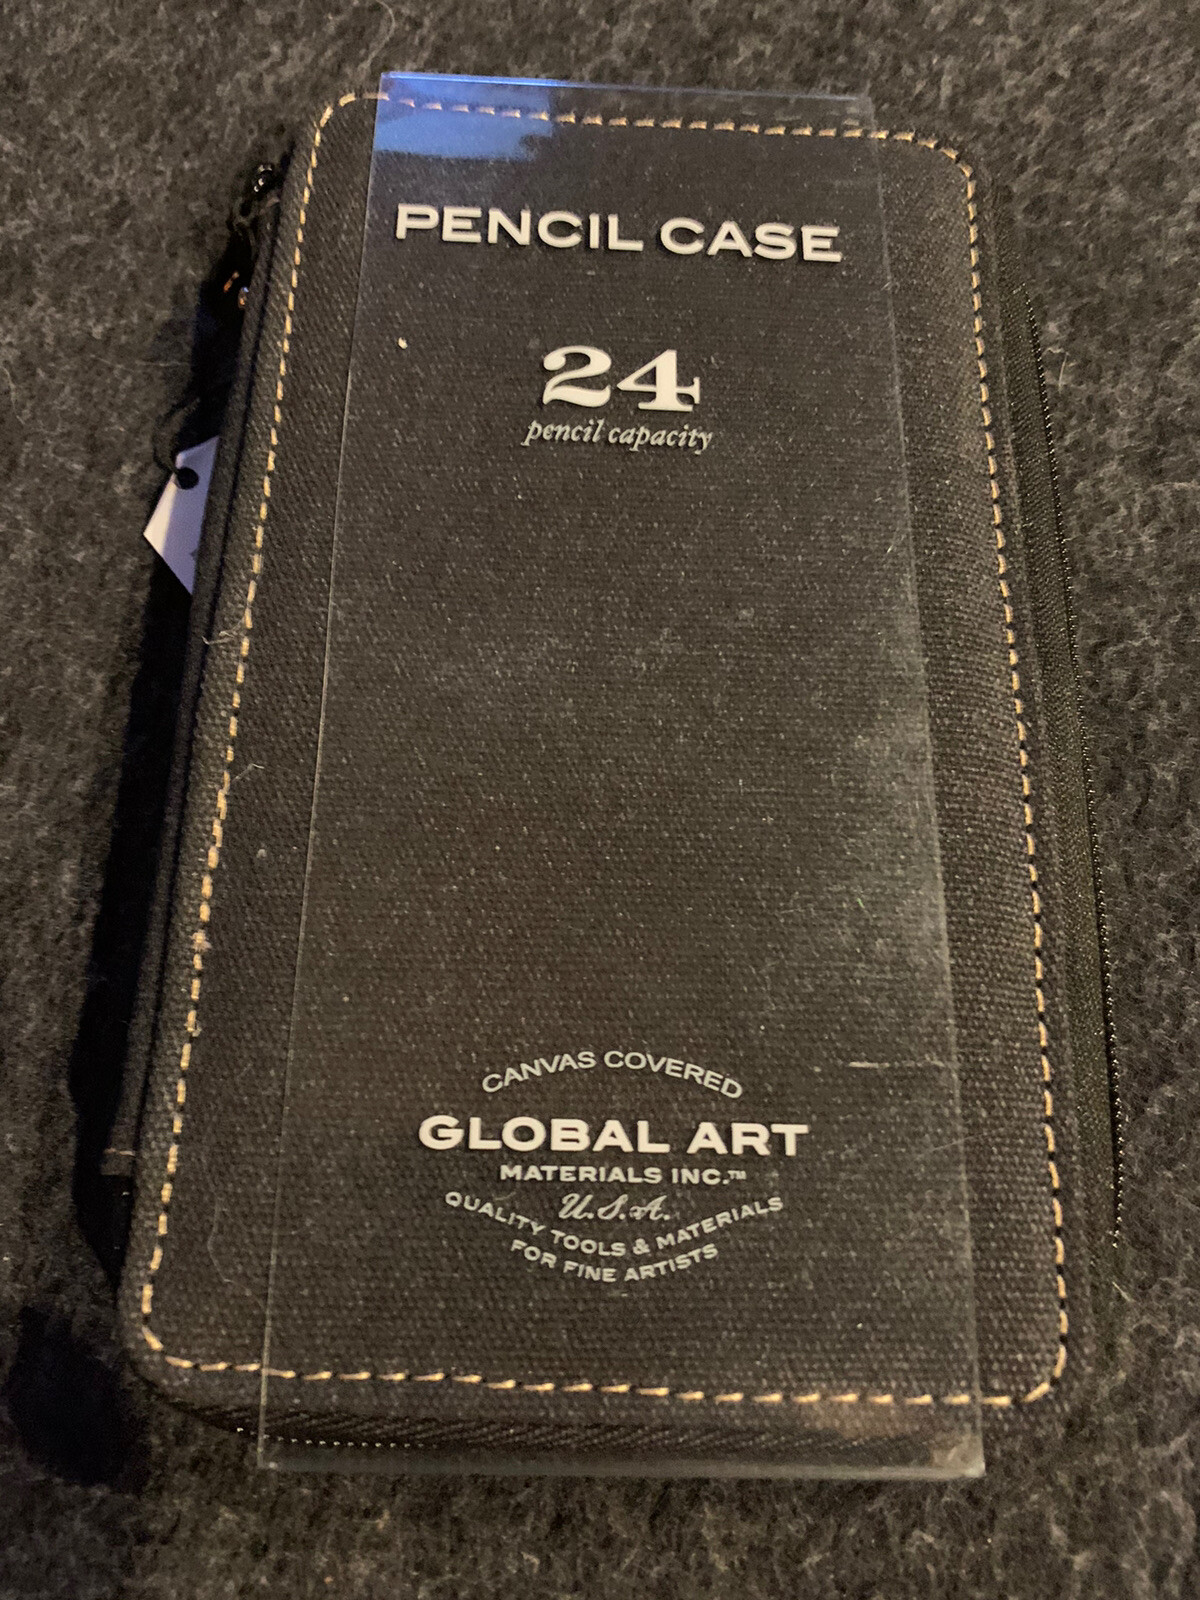 PENCIL CASE
24
pencil capacity
CANVAS COVERED
GLOBAL ART
MATERIALS INC.™
U.S.A.
QUALITY TOOLS & MATERIALS
FOR FINE ARTISTS